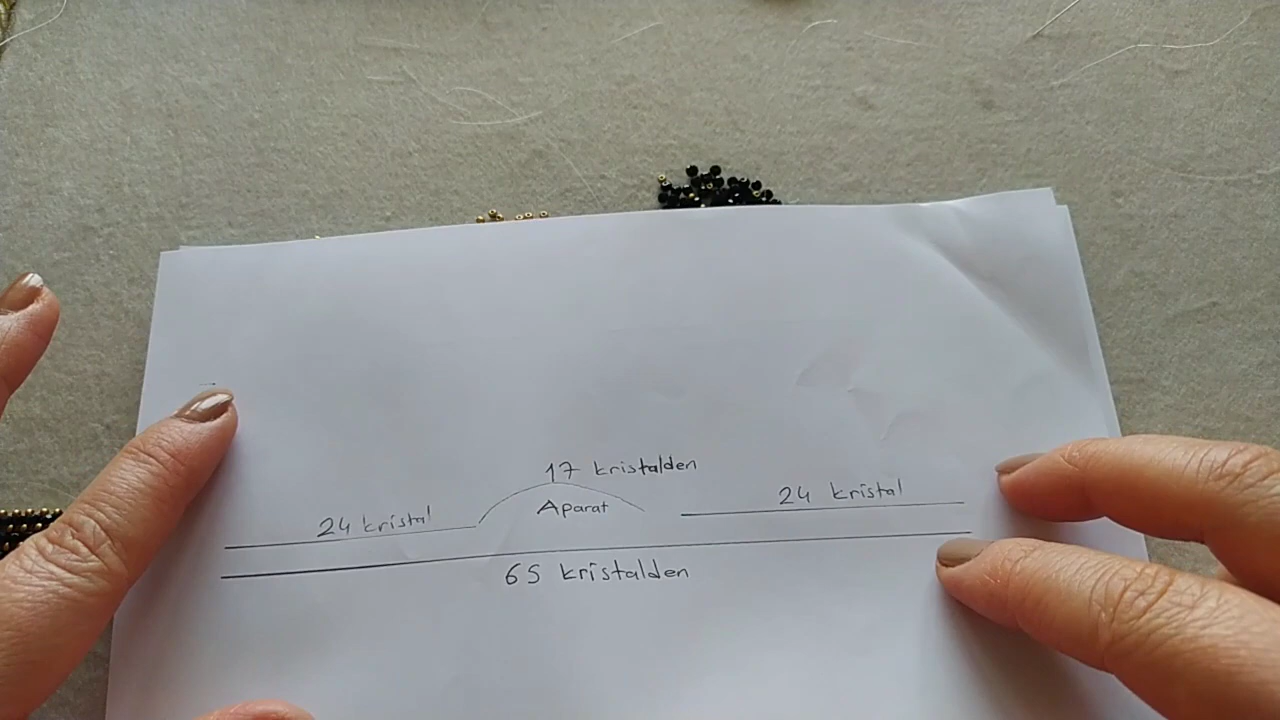 17 kristalden
24 kristal
Aparat
24 kristal
65 kristalden